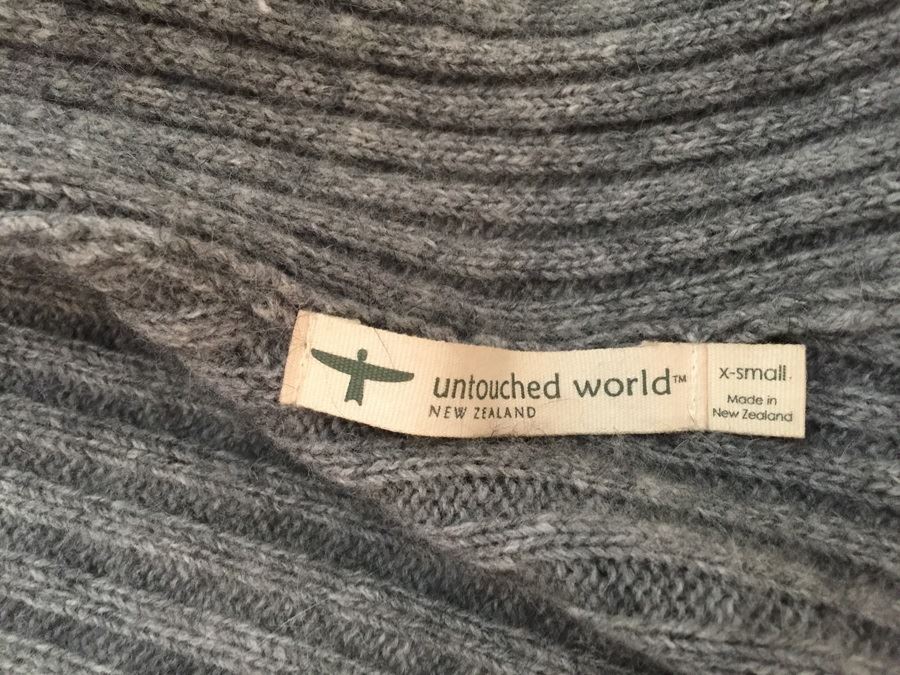 untouched world™
NEW ZEALAND
x-small
Made in
New Zealand